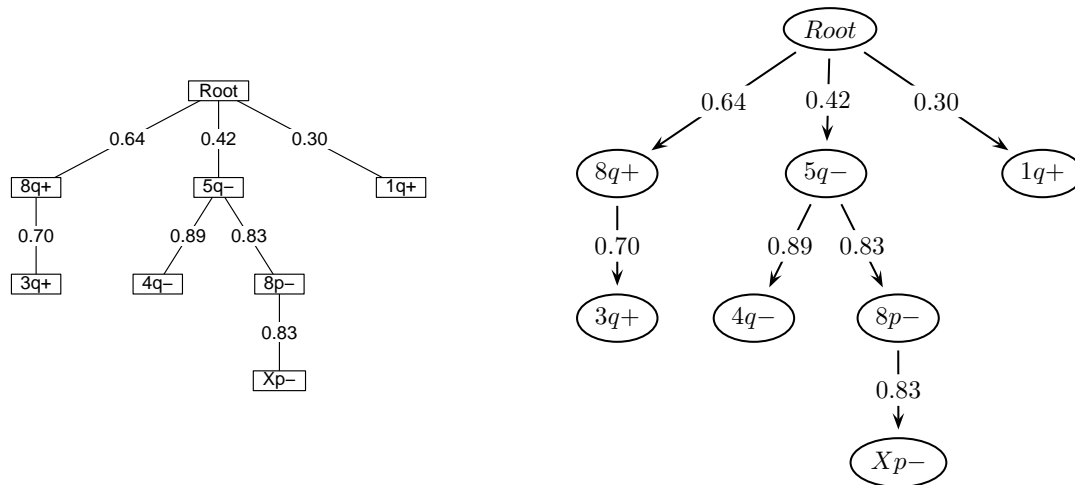 Root
0.64 0.42 0.30
8q+ 5q− 1q+
0.70 0.89 0.83
3q+ 4q− 8p−
0.83
Xp−
Root
0.64 0.42 0.30
8q+ 5q− 1q+
0.70 0.89 0.83
3q+ 4q− 8p−
0.83
Xp−